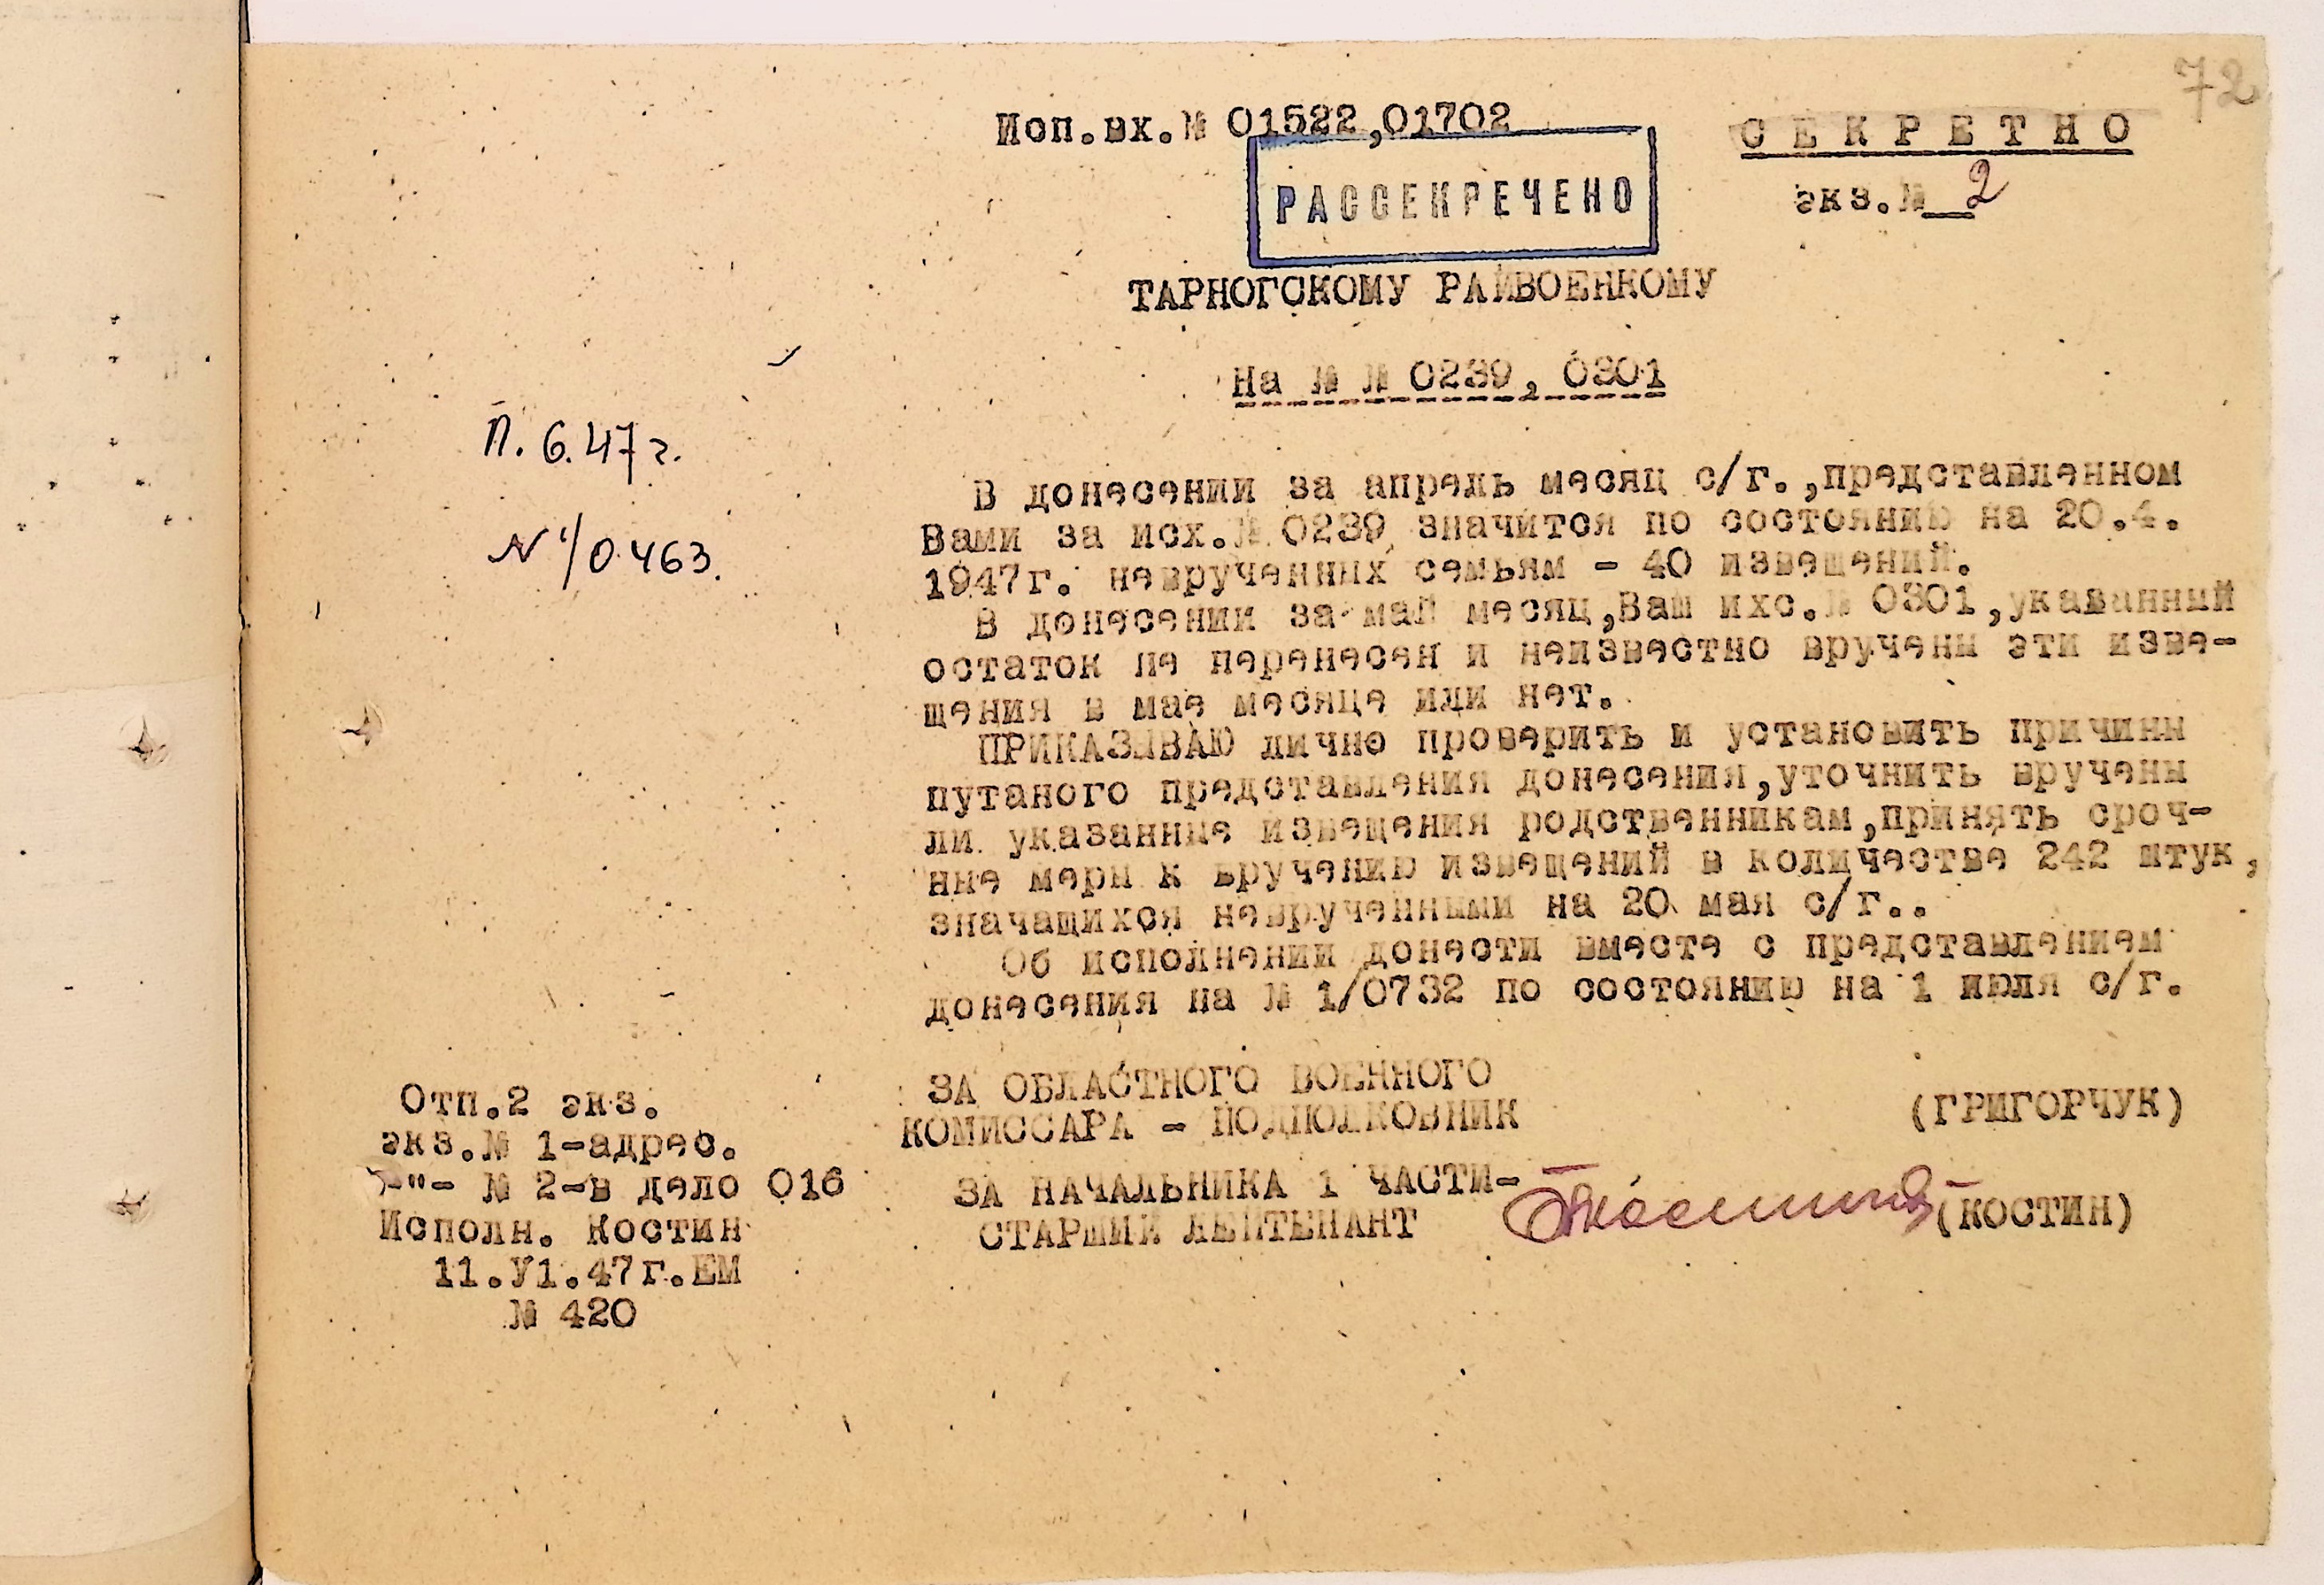 72
Исп.вх.№ 01522,01702
СЕКРЕТНО
экз.№ 2
РАССЕКРЕЧЕНО
ТАРНОГСКОМУ РАЙВОЕНКОМУ
На № № 0239, 0301
11. 6. 47 г.
N 1/0463.
В донесении за апрель месяц с/г.,представленном
Вами за исх.№ 0239 значится по состоянию на 20.4.
1947г. неврученных семьям - 40 извещений.
В донесении за май месяц,Ваш ихс.№ 0301,указанный
остаток не перенесен и неизвестно вручены эти изве-
щения в мае месяце или нет.
ПРИКАЗЫВАЮ лично проверить и установить причины
путаного представления донесения,уточнить вручены
ли указанные извещения родственникам,принять сроч-
ные меры к вручению извещений в количестве 242 штук,
значащихся неврученными на 20 мая с/г..
Об исполнении донести вместе с представлением
донесения на № 1/0732 по состоянию на 1 июля с/г.
ЗА ОБЛАСТНОГО ВОЕННОГО
КОМИССАРА - ПОДПОЛКОВНИК (ГРИГОРЧУК)
ЗА НАЧАЛЬНИКА 1 ЧАСТИ-
СТАРШИЙ ЛЕЙТЕНАНТ (КОСТИН)
Отп.2 экз.
экз.№ 1-адрес.
-"- № 2-в дело 016
Исполн. Костин
11.У1.47г.ЕМ
№ 420